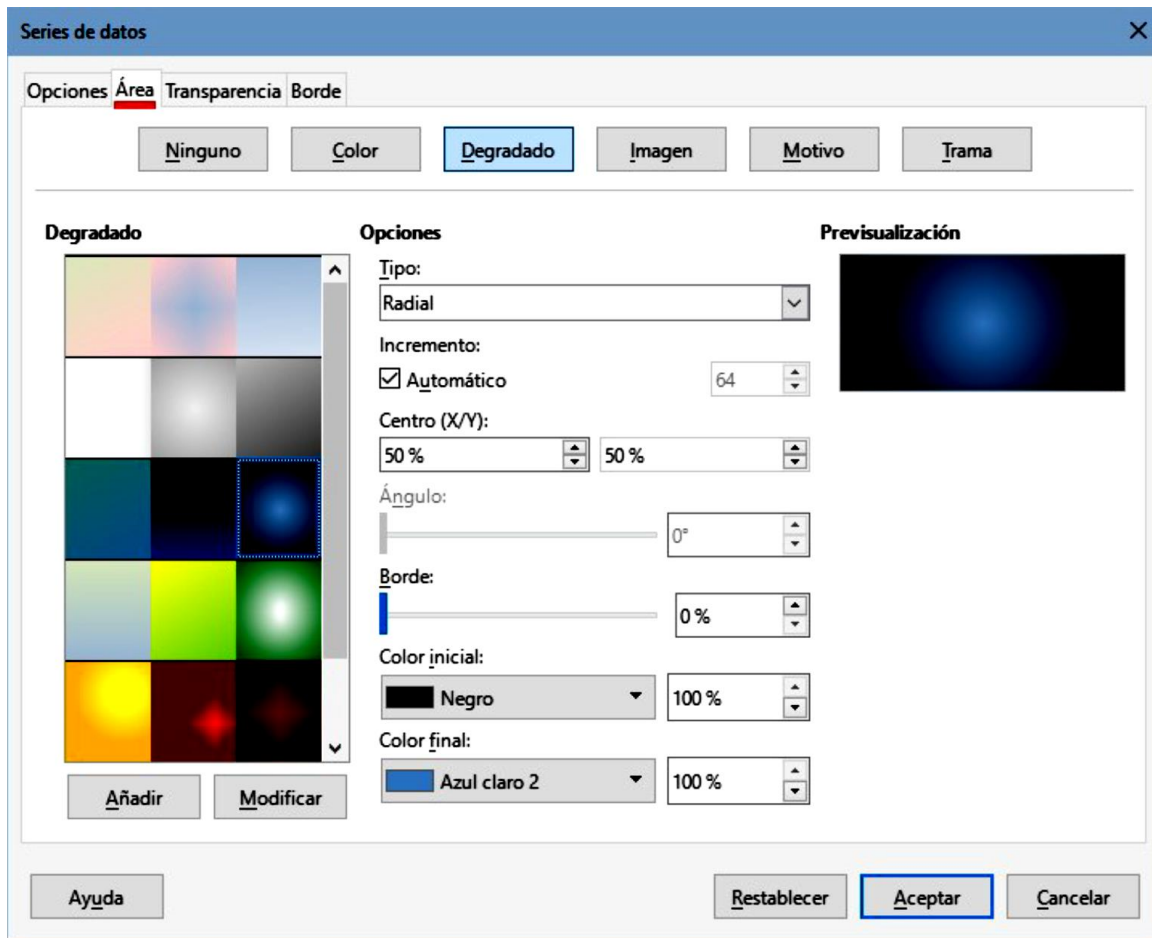 Series de datos
Opciones Área Transparencia Borde
Ninguno Color Degradado Imagen Motivo Trama
Degradado Opciones Previsualización
Tipo:
Radial
Incremento:
Automático 64
Centro (X/Y):
50 % 50 %
Ángulo:
0°
Borde:
0 %
Color inicial:
Negro 100 %
Color final:
Azul claro 2 100 %
Añadir Modificar
Ayuda Restablecer Aceptar Cancelar